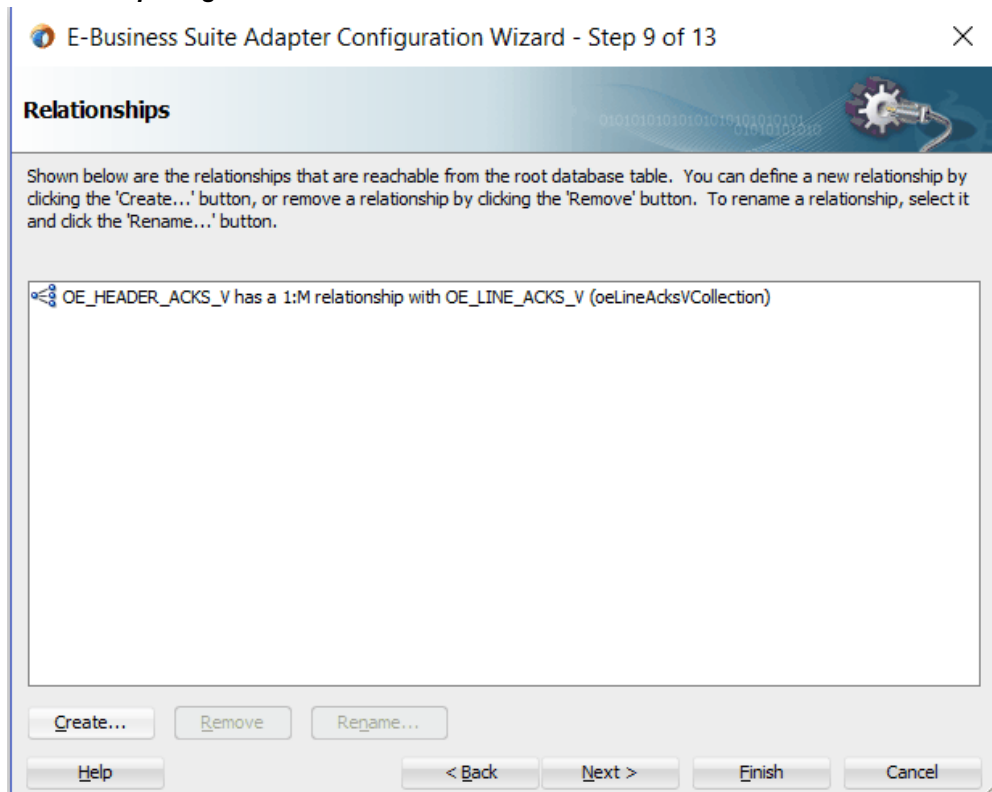 E-Business Suite Adapter Configuration Wizard - Step 9 of 13
Relationships
Shown below are the relationships that are reachable from the root database table. You can define a new relationship by
clicking the 'Create...' button, or remove a relationship by clicking the 'Remove' button. To rename a relationship, select it
and click the 'Rename...' button.
OE_HEADER_ACKS_V has a 1:M relationship with OE_LINE_ACKS_V (oeLineAcksVCollection)
Create... Remove Rename...
Help < Back Next > Finish Cancel